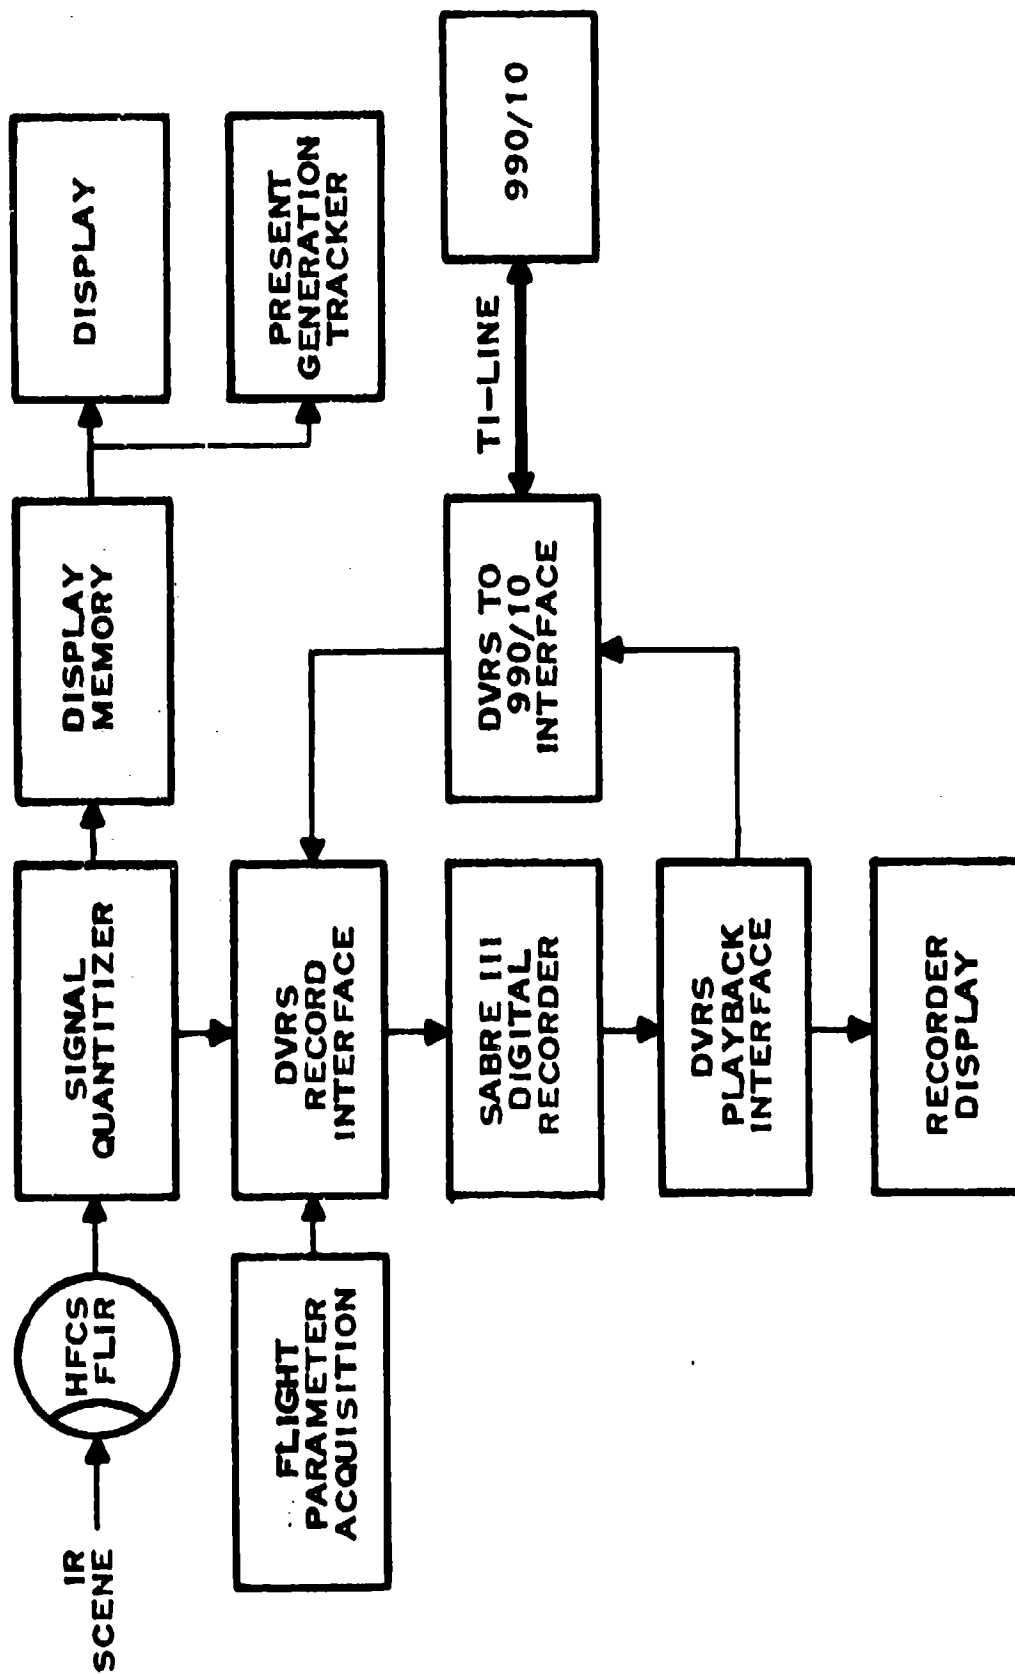 IR
SCENE
HFCS
FLIR
SIGNAL
QUANTITIZER
DISPLAY
MEMORY
DISPLAY
PRESENT
GENERATION
TRACKER
FLIGHT
PARAMETER
ACQUISITION
DVRS
RECORD
INTERFACE
SABRE III
DIGITAL
RECORDER
DVRS TO
990/10
INTERFACE
TI-LINE
990/10
DVRS
PLAYBACK
INTERFACE
RECORDER
DISPLAY